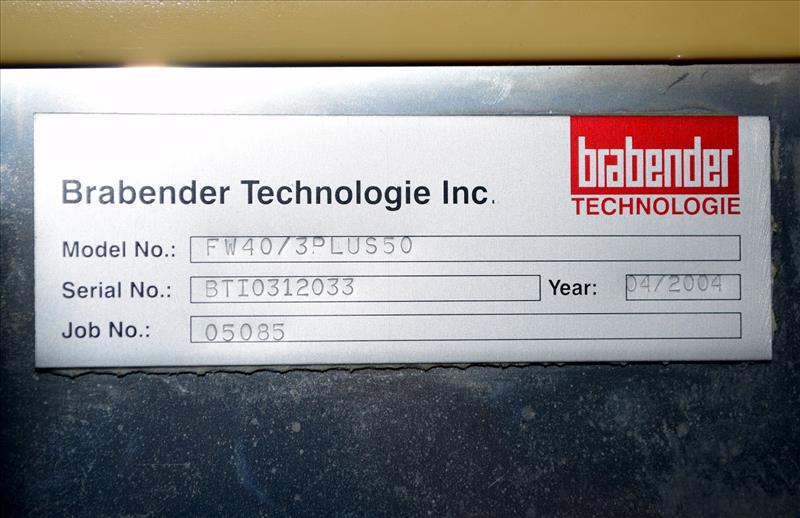 brabender
TECHNOLOGIE
Brabender Technologie Inc.
Model No.: FW40/3PLUS50
Serial No.: BTI0312033 Year: 04/2004
Job No.: 05085